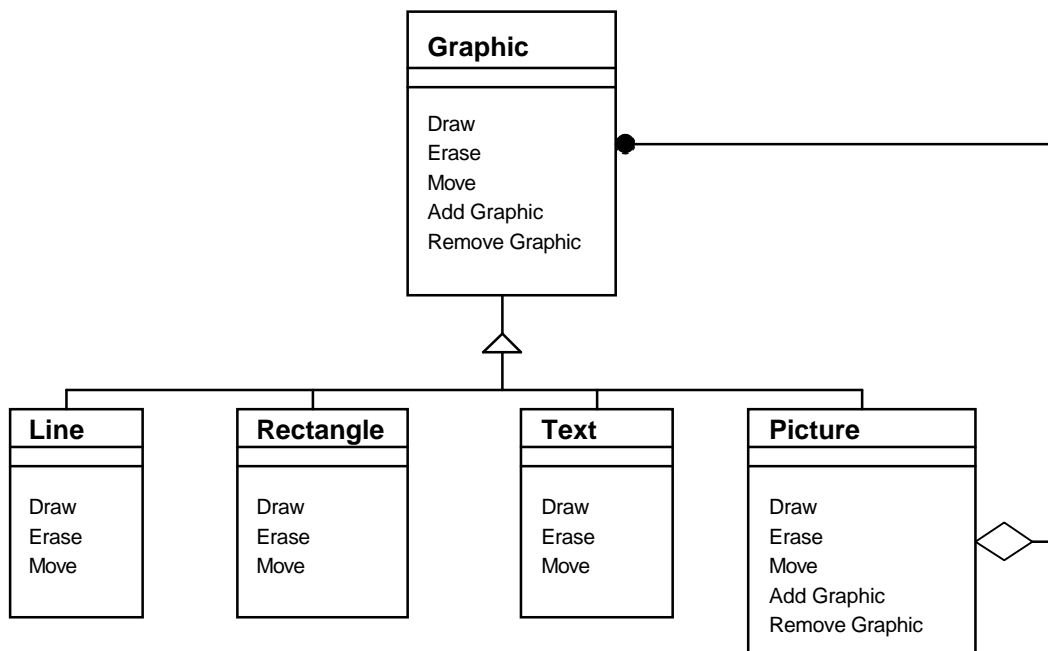 Graphic
Draw
Erase
Move
Add Graphic
Remove Graphic
Line
Draw
Erase
Move
Rectangle
Draw
Erase
Move
Text
Draw
Erase
Move
Picture
Draw
Erase
Move
Add Graphic
Remove Graphic